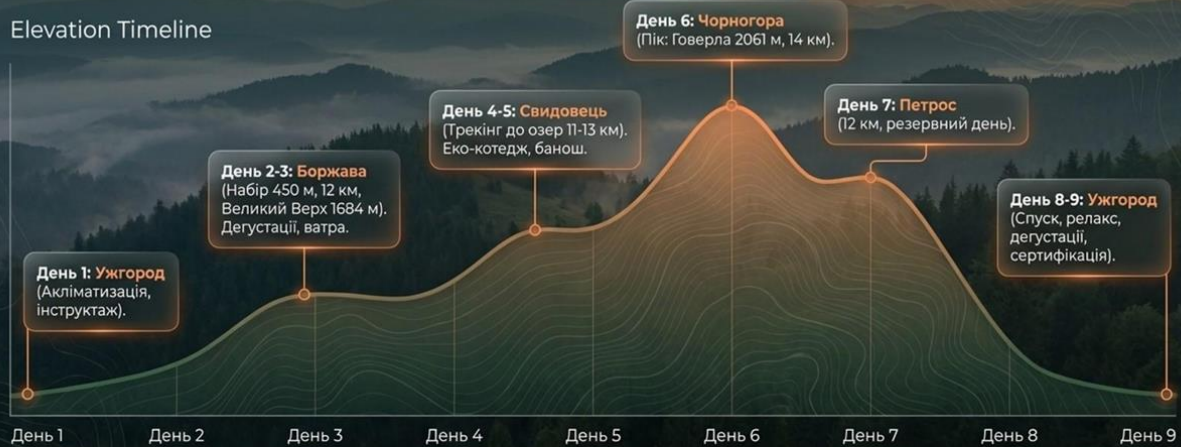 Elevation Timeline
День 1: Ужгород
(Акліматизація,
інструктаж).
День 2-3: Боржава
(Набір 450 м, 12 км,
Великий Верх 1684 м).
Дегустації, ватра.
День 4-5: Свидовець
(Трекінг до озер 11-13 км).
Еко-котедж, банош.
День 6: Чорногора
(Пік: Говерла 2061 м, 14 км).
День 7: Петрос
(12 км, резервний день).
День 8-9: Ужгород
(Спуск, релакс,
дегустації,
сертифікація).
День 1 День 2 День 3 День 4 День 5 День 6 День 7 День 8 День 9